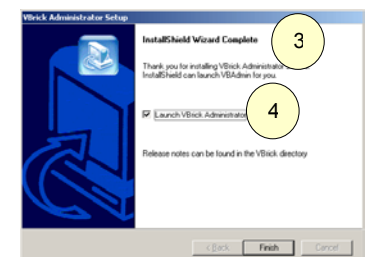 VBrick Administrator Setup
InstallShield Wizard Complete
3
Thank you for installing VBrick Administrator
InstallShield can launch VBAdmin for you.
4
Launch VBrick Administrator
Release notes can be found in the VBrick directory
< Back
Finish
Cancel